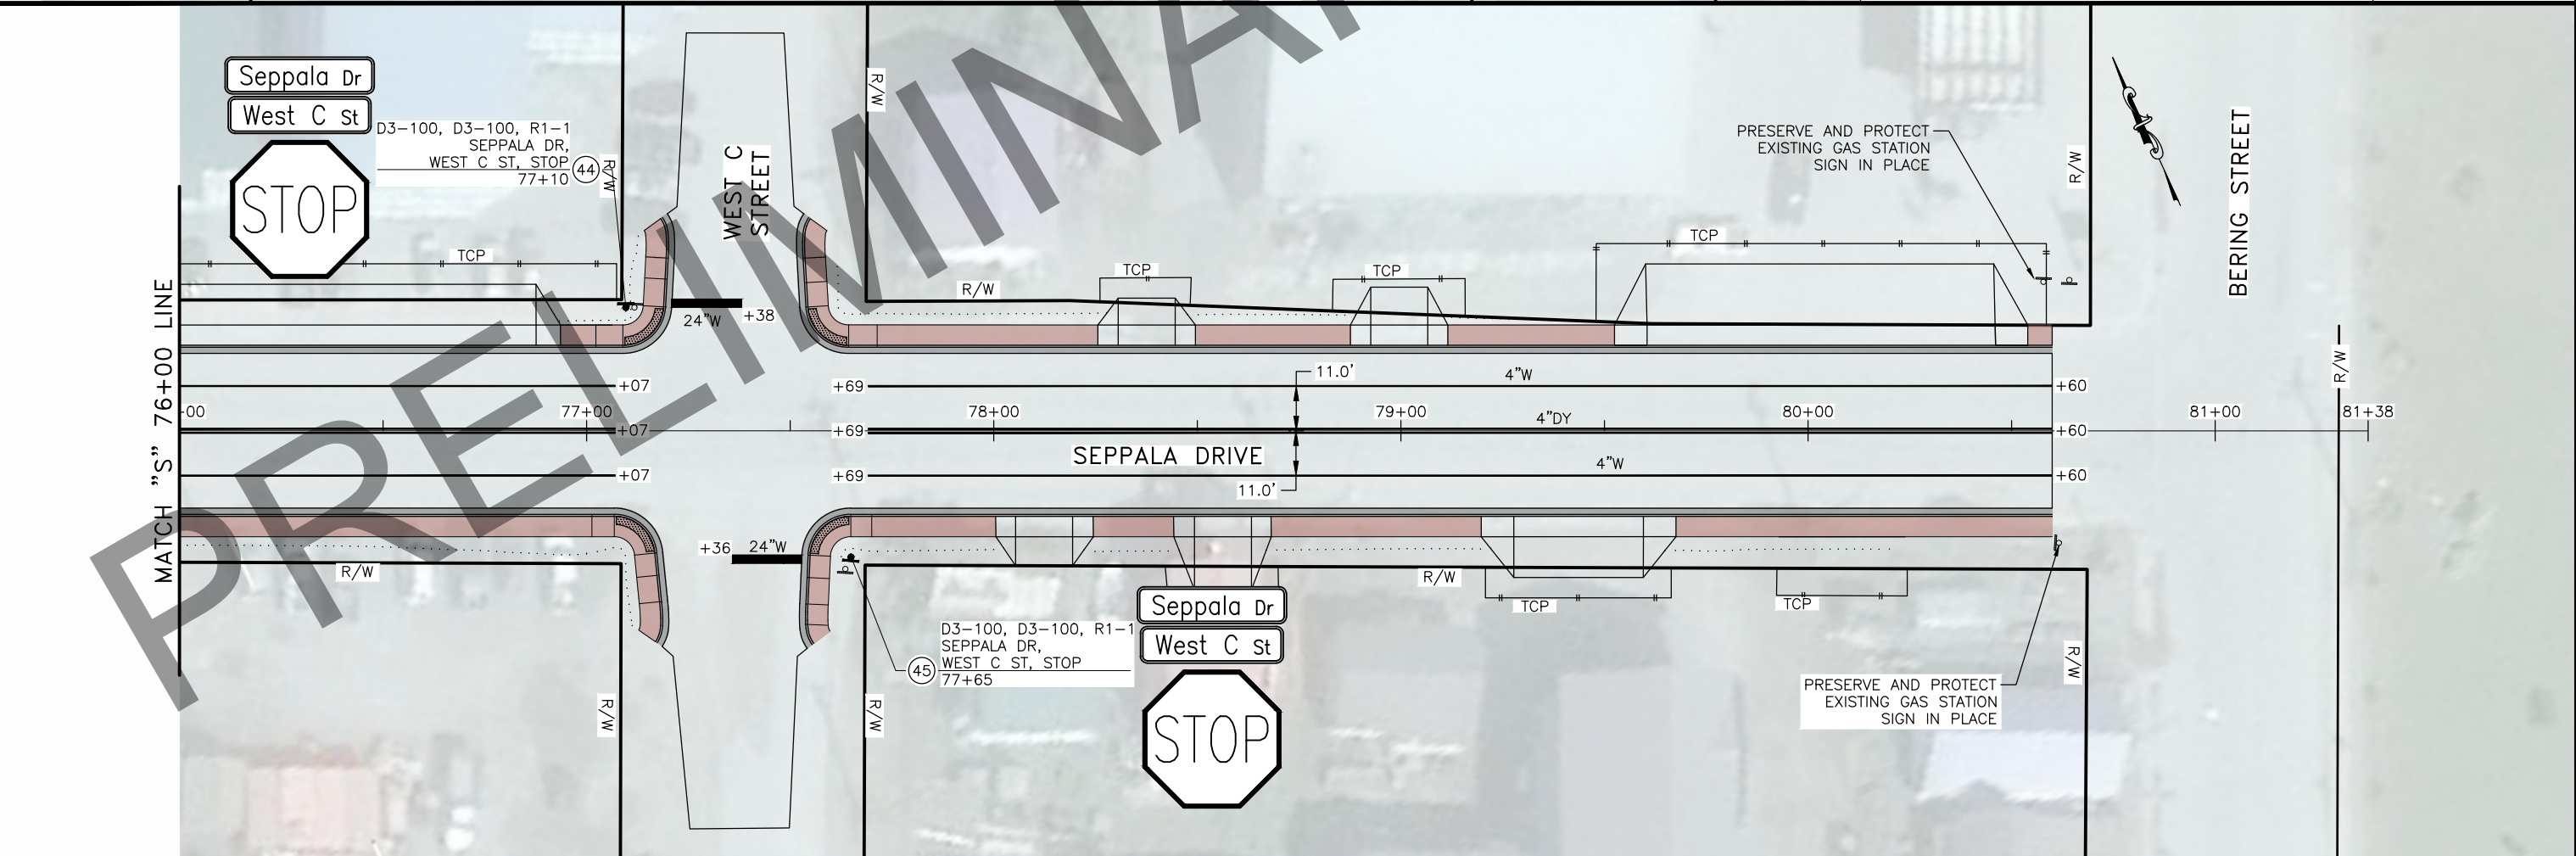 PRELIMINAR
Seppala Dr
West C St
STOP
D3-100, D3-100, R1-1
SEPPALA DR,
WEST C ST, STOP
77+10
44
R/W
TCP
MATCH "S" 76+00 LINE
R/W
WEST C
STREET
24"W
+38
R/W
R/W
TCP
TCP
TCP
PRESERVE AND PROTECT
EXISTING GAS STATION
SIGN IN PLACE
R/W
BERING STREET
R/W
+07
+69
11.0'
4"W
+60
-00
77+00
78+00
79+00
80+00
81+00
81+38
+07
+69
4"DY
+60
SEPPALA DRIVE
+07
+69
11.0'
4"W
+60
+36
24"W
R/W
R/W
TCP
TCP
Seppala Dr
West C St
STOP
D3-100, D3-100, R1-1
SEPPALA DR,
WEST C ST, STOP
77+65
45
R/W
R/W
PRESERVE AND PROTECT
EXISTING GAS STATION
SIGN IN PLACE
R/W